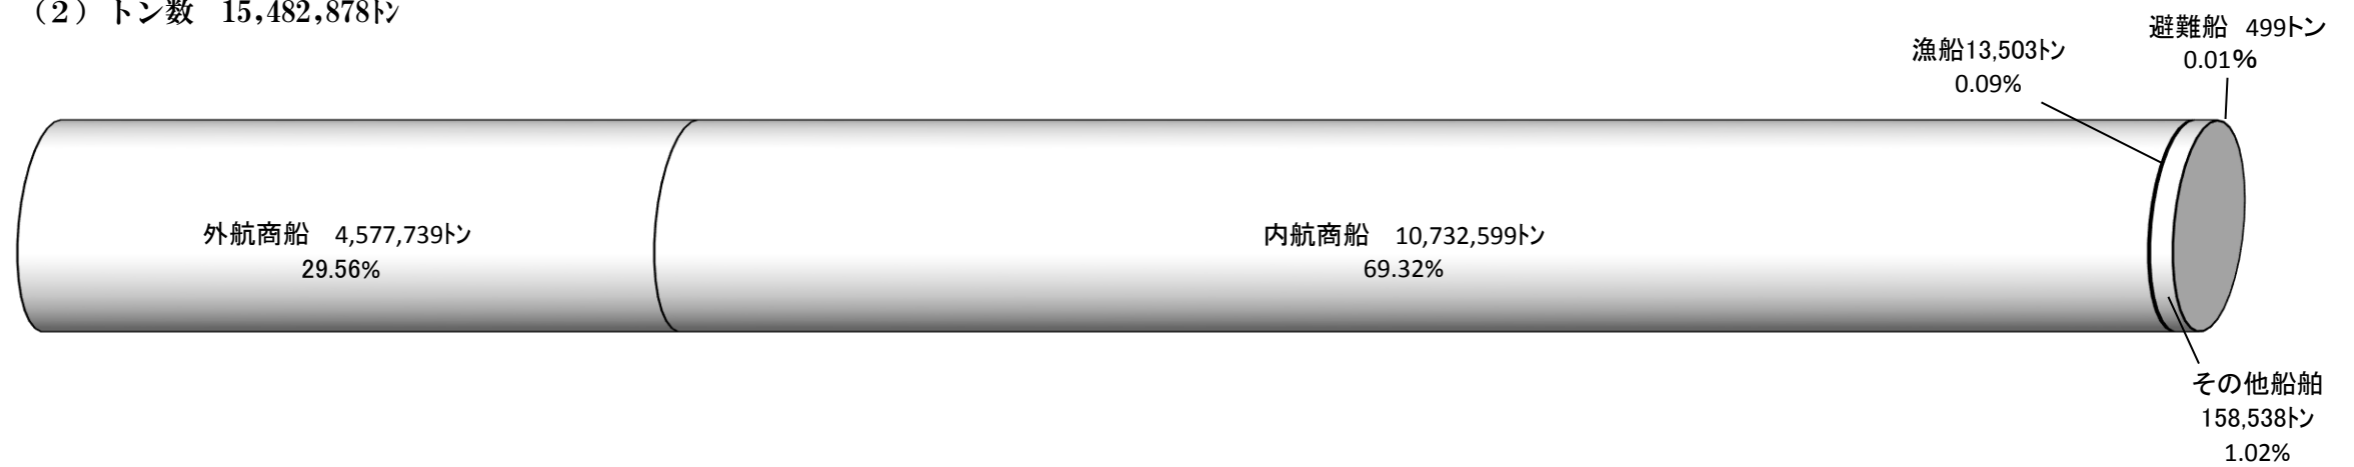 （２）トン数　15,482,878㌧
避難船　499トン
0.01%
漁船13,503トン
0.09%
外航商船　4,577,739トン
29.56%
内航商船　10,732,599トン
69.32%
その他船舶
158,538トン
1.02%